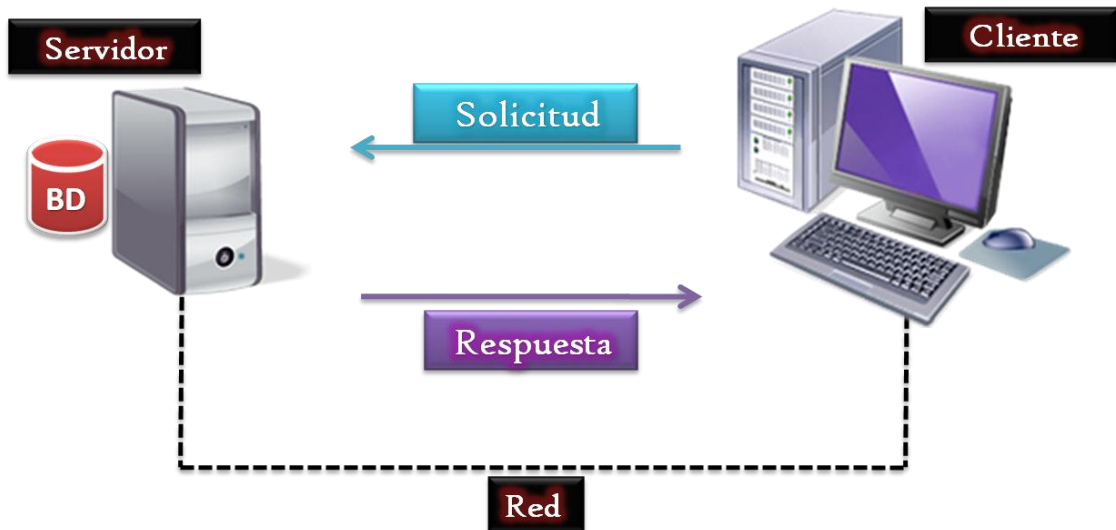 Servidor
Cliente
Solicitud
BD
Respuesta
Red